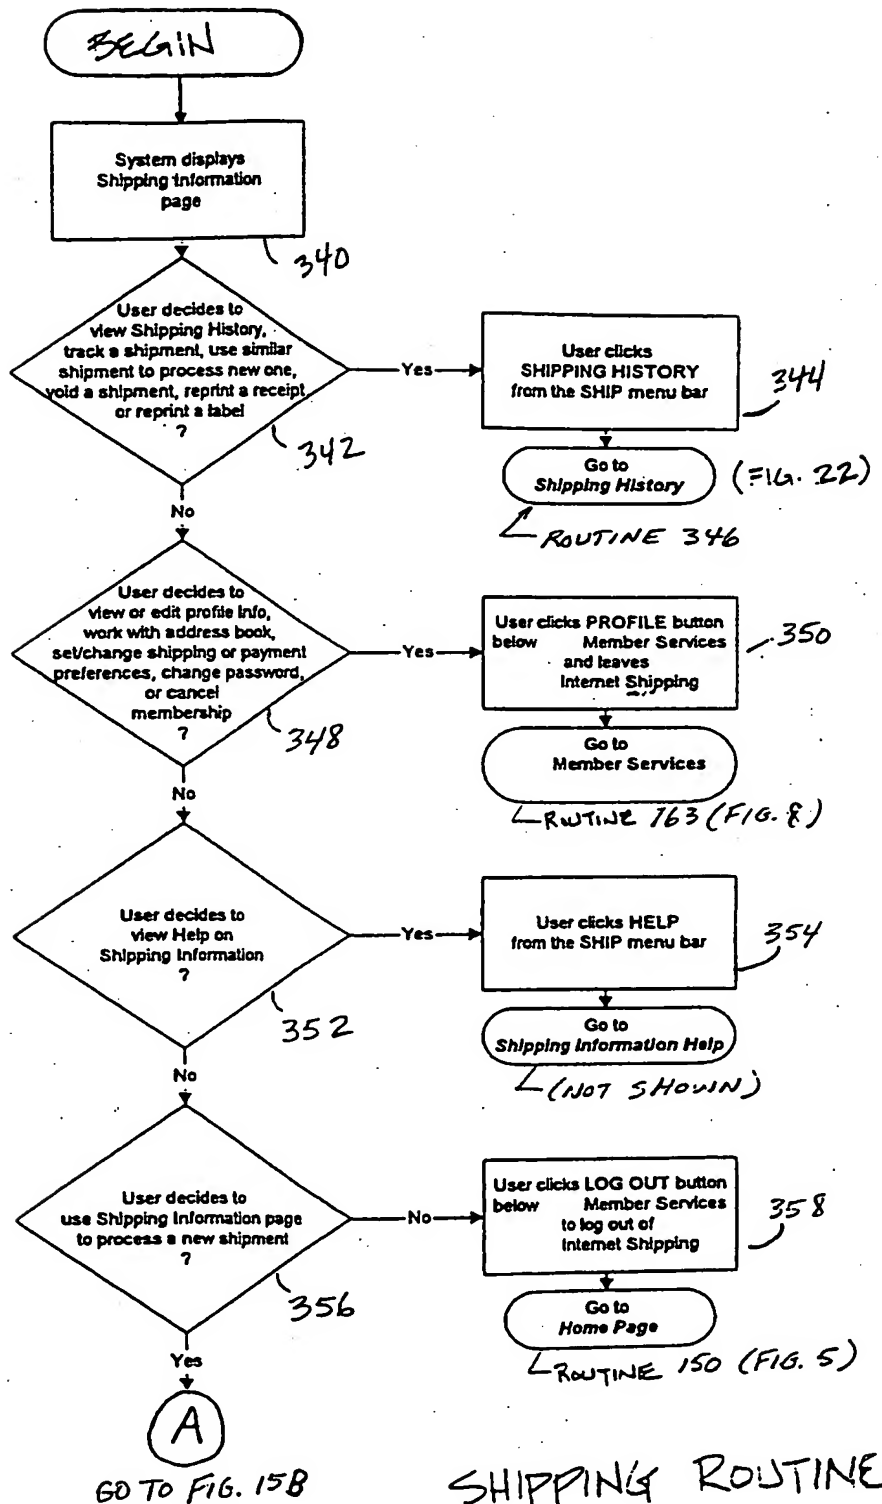 BEGIN
System displays
Shipping Information
page
340
User decides to
view Shipping History,
track a shipment, use similar
shipment to process new one,
void a shipment, reprint a receipt
or reprint a label
?
342
Yes
User clicks
SHIPPING HISTORY
from the SHIP menu bar
344
Go to
Shipping History
(FIG. 22)
ROUTINE 346
No
User decides to
view or edit profile info,
work with address book,
set/change shipping or payment
preferences, change password,
or cancel
membership
?
348
Yes
User clicks PROFILE button
below Member Services
and leaves
Internet Shipping
350
Go to
Member Services
ROUTINE 163 (FIG. 8)
No
User decides to
view Help on
Shipping Information
?
352
Yes
User clicks HELP
from the SHIP menu bar
354
Go to
Shipping Information Help
(NOT SHOWN)
No
User decides to
use Shipping Information page
to process a new shipment
?
356
No
User clicks LOG OUT button
below Member Services
to log out of
Internet Shipping
358
Go to
Home Page
ROUTINE 150 (FIG. 5)
Yes
A
GO TO FIG. 15B
SHIPPING ROUTINE